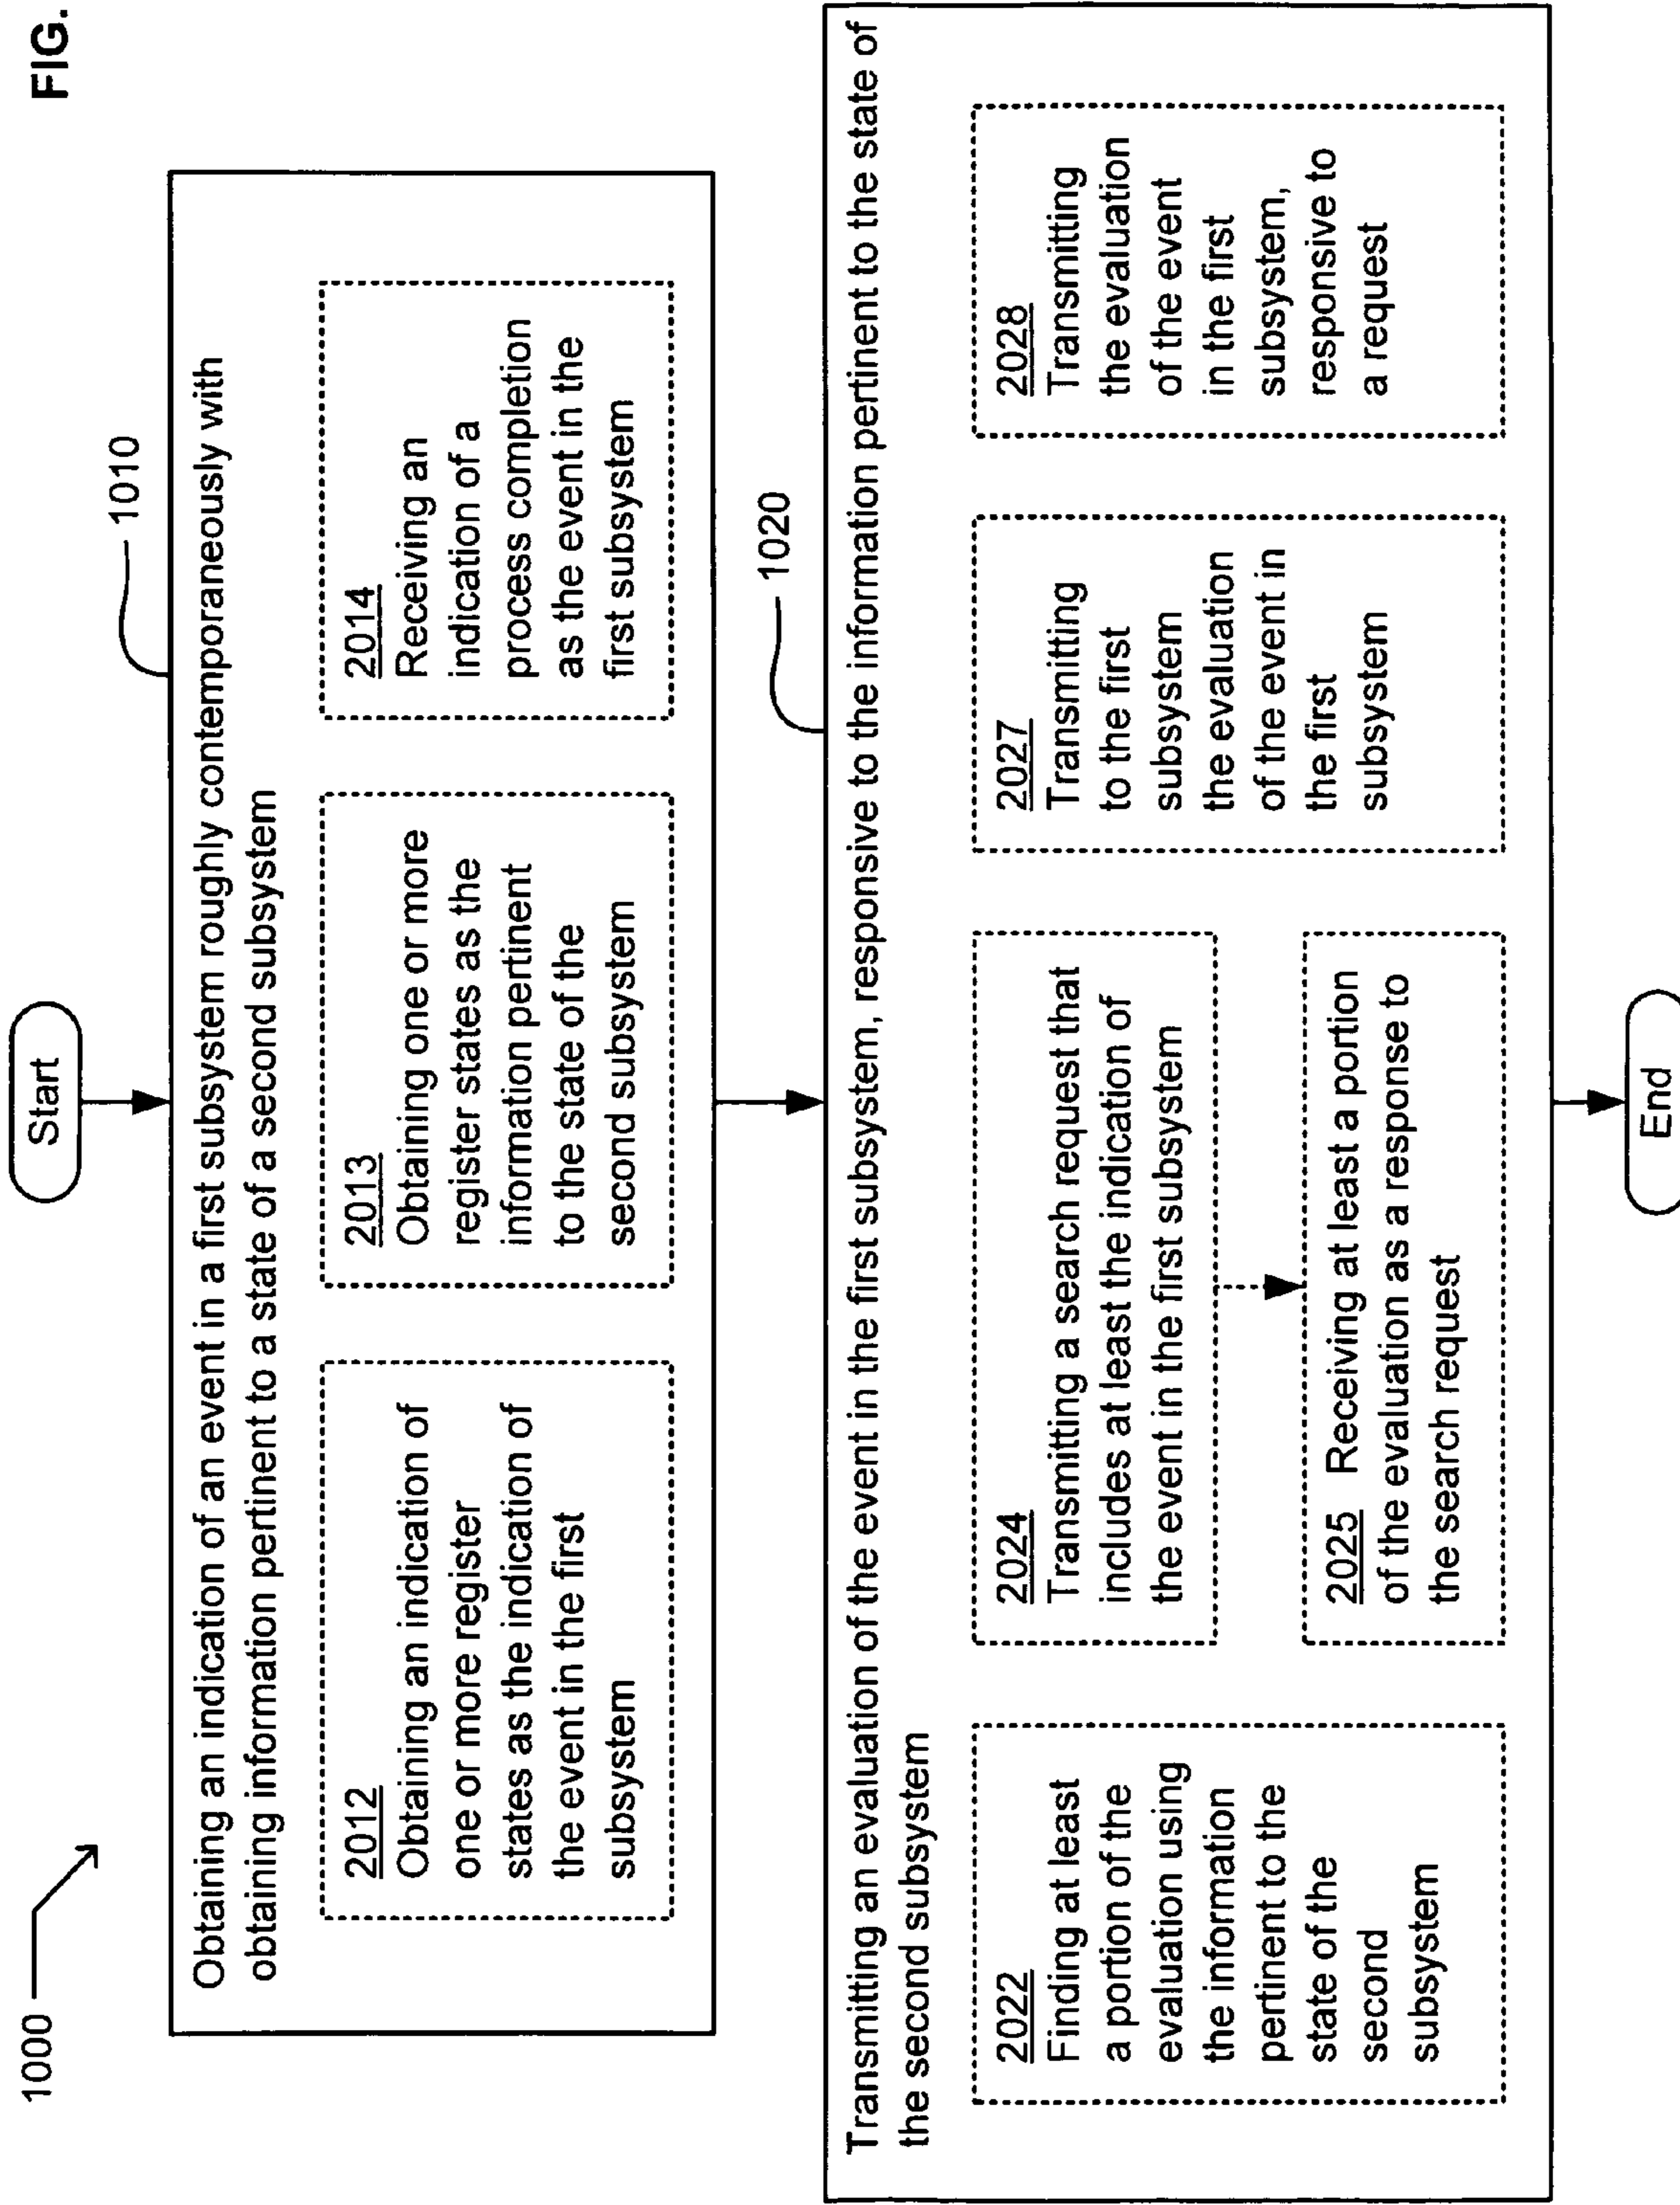 FIG.
1000
Start
1010
Obtaining an indication of an event in a first subsystem roughly contemporaneously with
obtaining information pertinent to a state of a second subsystem
2012
Obtaining an indication of
one or more register
states as the indication of
the event in the first
subsystem
2013
Obtaining one or more
register states as the
information pertinent
to the state of the
second subsystem
2014
Receiving an
indication of a
process completion
as the event in the
first subsystem
1020
Transmitting an evaluation of the event in the first subsystem, responsive to the information pertinent to the state of
the second subsystem
2022
Finding at least
a portion of the
evaluation using
the information
pertinent to the
state of the
second
subsystem
2024
Transmitting a search request that
includes at least the indication of
the event in the first subsystem
2025 Receiving at least a portion
of the evaluation as a response to
the search request
2027
Transmitting
to the first
subsystem
the evaluation
of the event in
the first
subsystem
2028
Transmitting
the evaluation
of the event
in the first
subsystem,
responsive to
a request
End